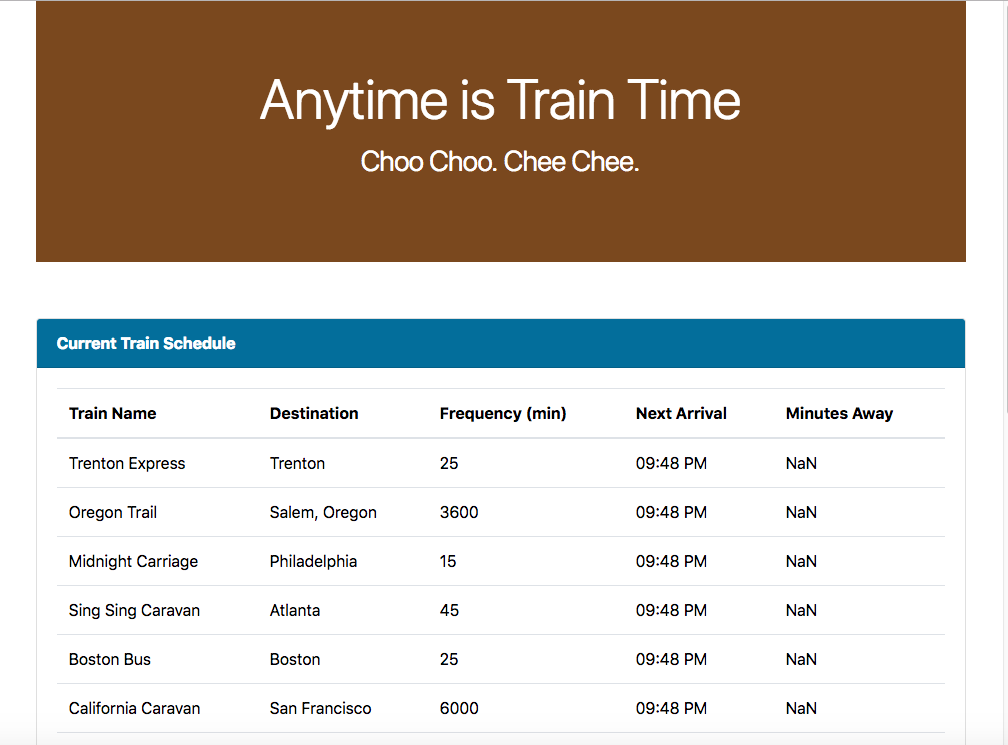 Anytime is Train Time
Choo Choo. Chee Chee.
Current Train Schedule
Train Name Destination Frequency (min) Next Arrival Minutes Away
Trenton Express Trenton 25 09:48 PM NaN
Oregon Trail Salem, Oregon 3600 09:48 PM NaN
Midnight Carriage Philadelphia 15 09:48 PM NaN
Sing Sing Caravan Atlanta 45 09:48 PM NaN
Boston Bus Boston 25 09:48 PM NaN
California Caravan San Francisco 6000 09:48 PM NaN